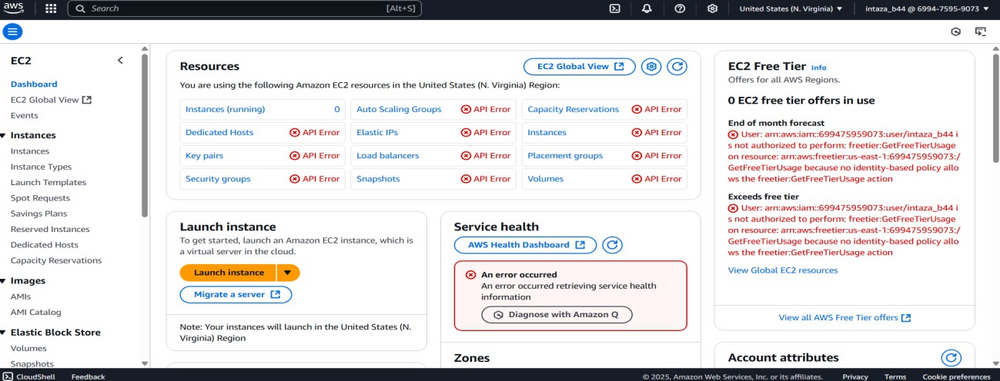 aws
Search
[Alt+S]
United States (N. Virginia)
intaza_b44 @ 6994-7595-9073
EC2
Dashboard
EC2 Global View
Events
Instances
Instances
Instance Types
Launch Templates
Spot Requests
Savings Plans
Reserved Instances
Dedicated Hosts
Capacity Reservations
Images
AMIs
AMI Catalog
Elastic Block Store
Volumes
Snapshots
Resources
EC2 Global View
You are using the following Amazon EC2 resources in the United States (N. Virginia) Region:
Instances (running) 0 Auto Scaling Groups API Error Capacity Reservations API Error
Dedicated Hosts API Error Elastic IPs API Error Instances API Error
Key pairs API Error Load balancers API Error Placement groups API Error
Security groups API Error Snapshots API Error Volumes API Error
Launch instance
To get started, launch an Amazon EC2 instance, which is
a virtual server in the cloud.
Launch instance
Migrate a server
Note: Your instances will launch in the United States (N.
Virginia) Region
Service health
AWS Health Dashboard
An error occurred
An error occurred retrieving service health
information
Diagnose with Amazon Q
Zones
EC2 Free Tier Info
Offers for all AWS Regions.
0 EC2 free tier offers in use
End of month forecast
User: arn:aws:iam::699475959073:user/intaza_b44 i
s not authorized to perform: freetier:GetFreeTierUsage
on resource: arn:aws:freetier:us-east-1:699475959073:/
GetFreeTierUsage because no identity-based policy allo
ws the freetier:GetFreeTierUsage action
Exceeds free tier
User: arn:aws:iam::699475959073:user/intaza_b44 i
s not authorized to perform: freetier:GetFreeTierUsage
on resource: arn:aws:freetier:us-east-1:699475959073:/
GetFreeTierUsage because no identity-based policy allo
ws the freetier:GetFreeTierUsage action
View Global EC2 resources
View all AWS Free Tier offers
Account attributes
CloudShell
Feedback
© 2025, Amazon Web Services, Inc. or its affiliates.
Privacy
Terms
Cookie preferences